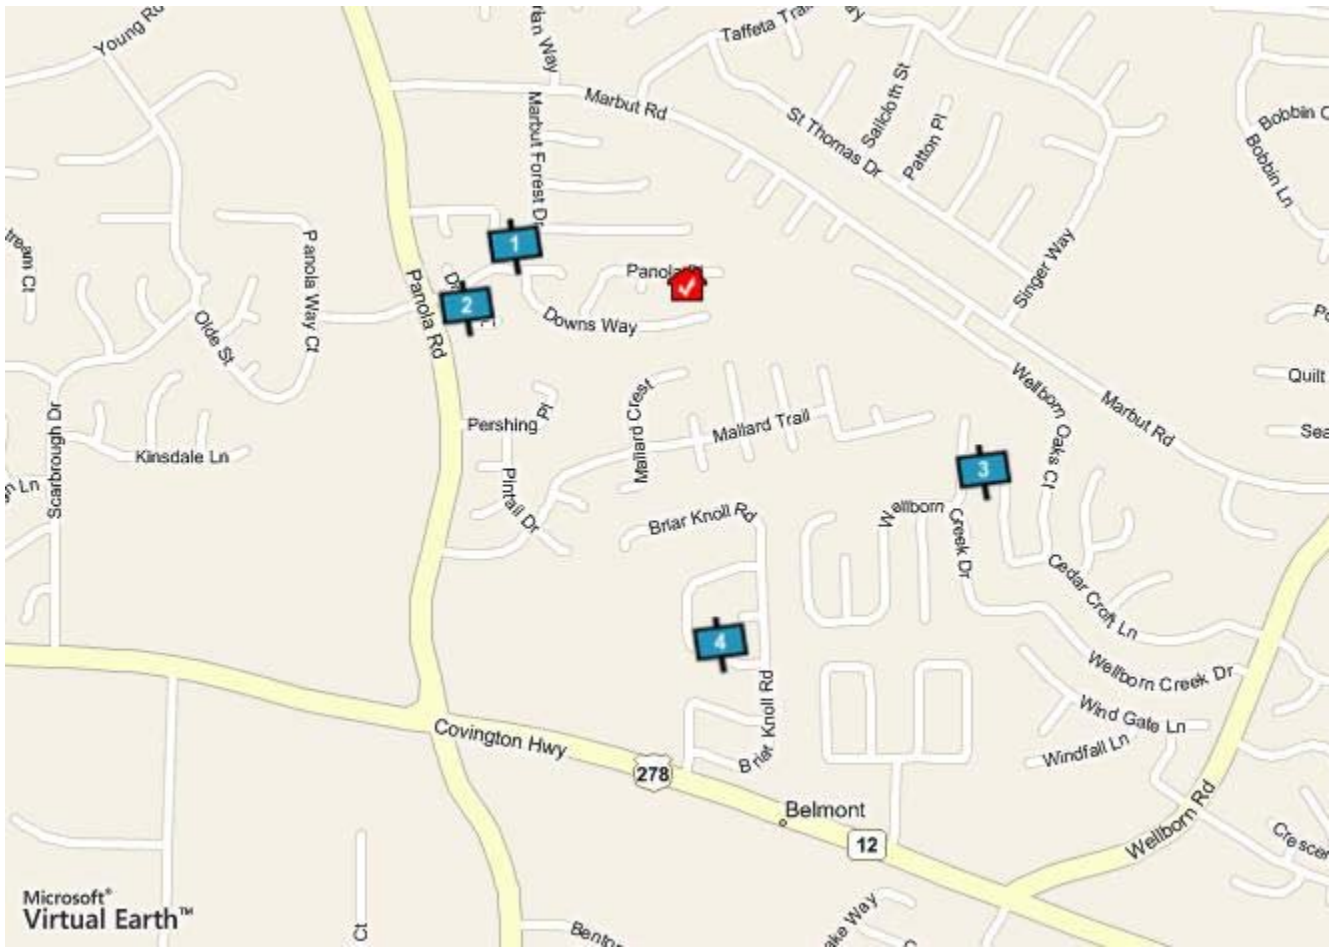 Young Rd
Taffeta Trail
Marbut Rd
Marbut Forest Dr
Sailcloth St
St Thomas Dr
Patton Pl
Bobbin Ln
Panola Way Ct
Panola Rd
1
2
Downs Way
Singer Way
Olde St
Scarbrough Dr
Kinsdale Ln
Pershing
Pl
Pintail Dr
Mallard Crest
Mallard Trail
Wellborn Oaks Ct
Marbut Rd
Quilt
3
Briar Knoll Rd
Wellborn
Creek Dr
Cedar Croft Ln
4
Wellborn Creek Dr
Wind Gate Ln
Windfall Ln
Brier Knoll Rd
Covington Hwy
278
Belmont
12
Wellborn Rd
Microsoft®
Virtual Earth™
Ct